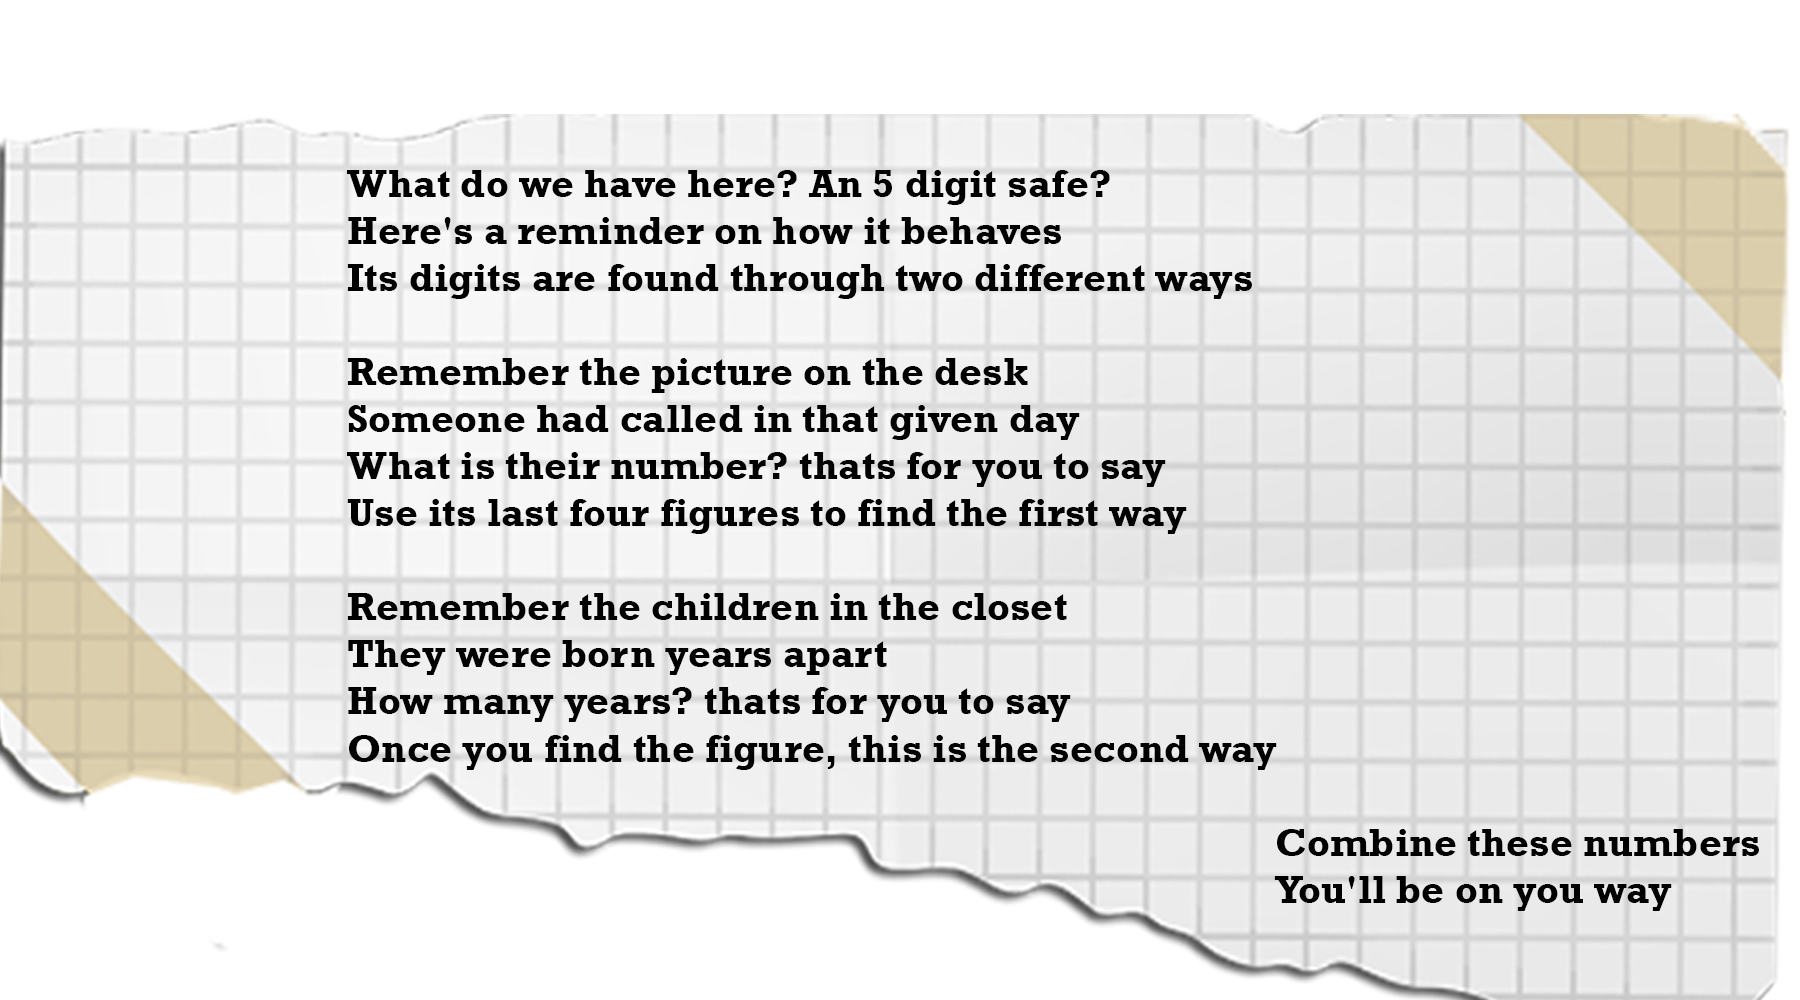 What do we have here? An 5 digit safe?
Here's a reminder on how it behaves
Its digits are found through two different ways
Remember the picture on the desk
Someone had called in that given day
What is their number? thats for you to say
Use its last four figures to find the first way
Remember the children in the closet
They were born years apart
How many years? thats for you to say
Once you find the figure, this is the second way
Combine these numbers
You'll be on you way